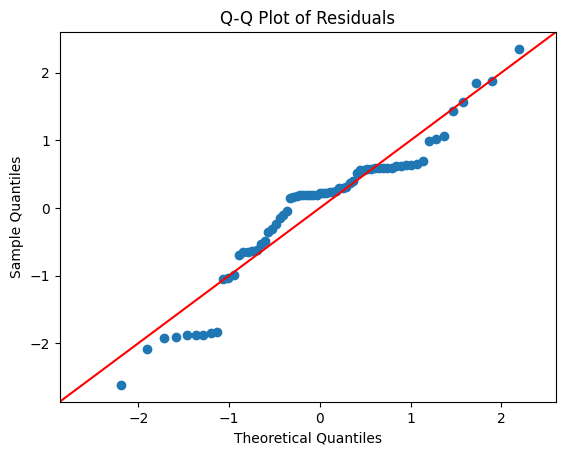 Q-Q Plot of Residuals
Sample Quantiles
2
1
0
−1
−2
−2 −1 0 1 2
Theoretical Quantiles